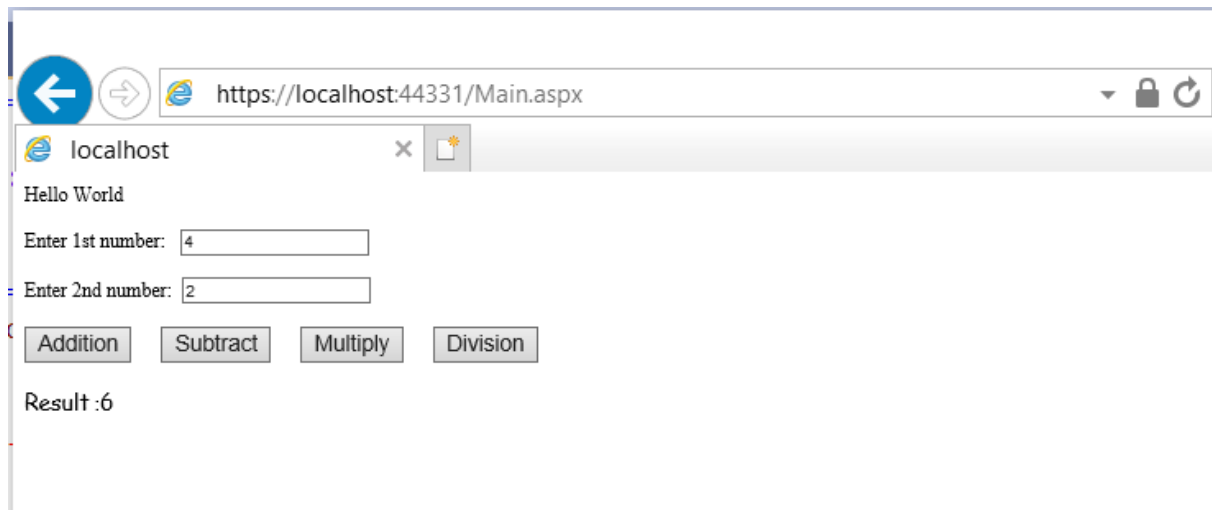 https://localhost:44331/Main.aspx
localhost
Hello World
Enter 1st number: 4
Enter 2nd number: 2
Addition Subtract Multiply Division
Result :6